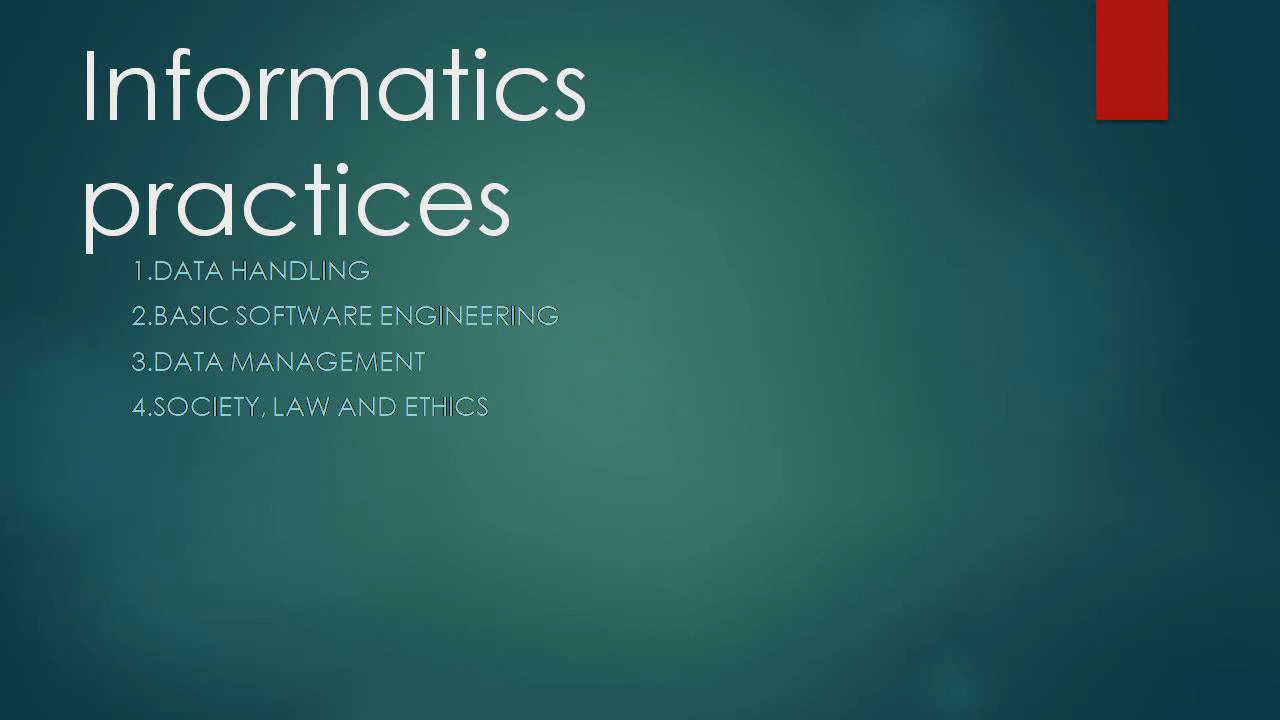 Informatics
practices
1.DATA HANDLING
2.BASIC SOFTWARE ENGINEERING
3.DATA MANAGEMENT
4.SOCIETY, LAW AND ETHICS